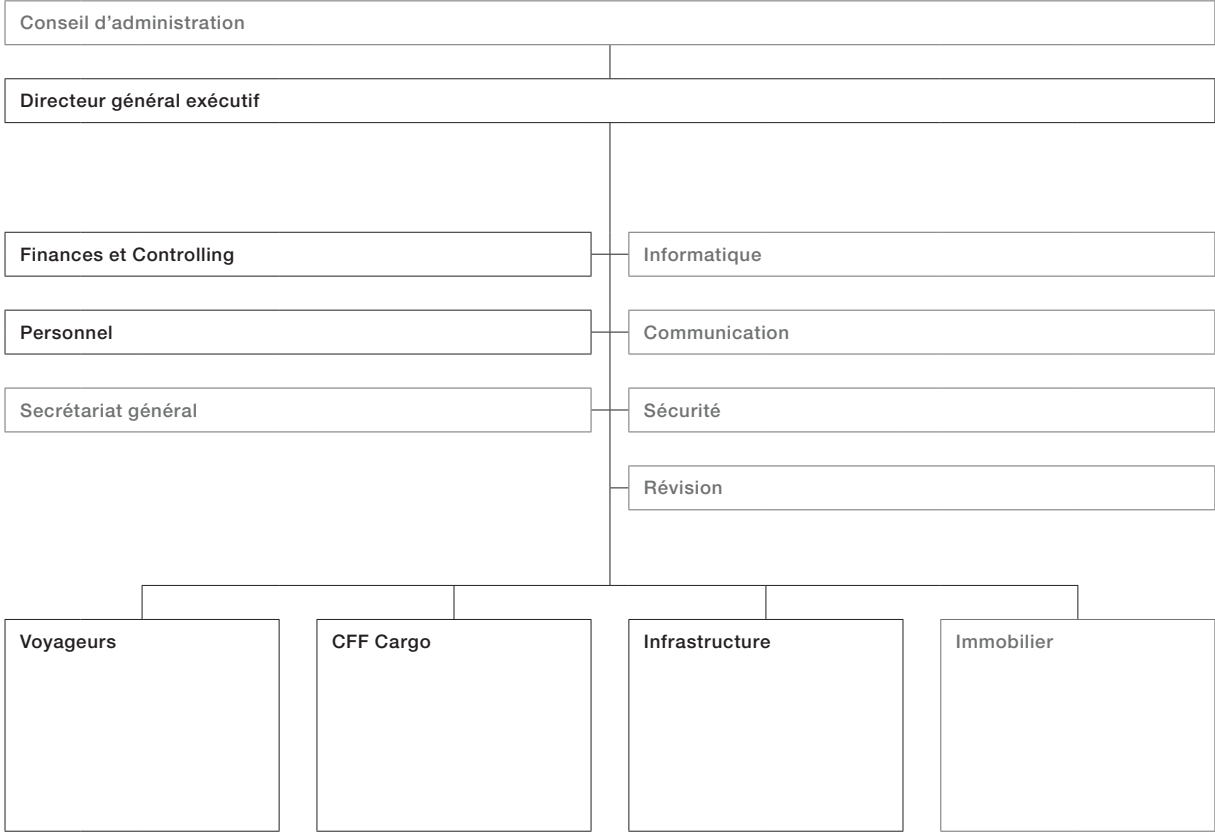 Conseil d’administration
Directeur général exécutif
Finances et Controlling
Informatique
Personnel
Communication
Secrétariat général
Sécurité
Révision
Voyageurs
CFF Cargo
Infrastructure
Immobilier